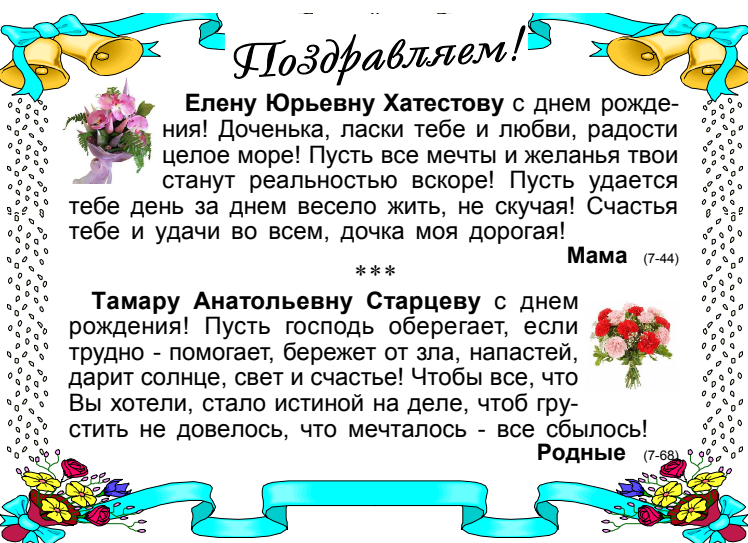 Поздравляем!
Елену Юрьевну Хатестову с днем рожде-
ния! Доченька, ласки тебе и любви, радости
целое море! Пусть все мечты и желанья твои
станут реальностью вскоре! Пусть удается
тебе день за днем весело жить, не скучая! Счастья
тебе и удачи во всем, дочка моя дорогая!
Мама (7-44)
***
Тамару Анатольевну Старцеву с днем
рождения! Пусть господь оберегает, если
трудно - помогает, бережет от зла, напастей,
дарит солнце, свет и счастье! Чтобы все, что
Вы хотели, стало истиной на деле, чтоб гру-
стить не довелось, что мечталось - все сбылось!
Родные (7-68)